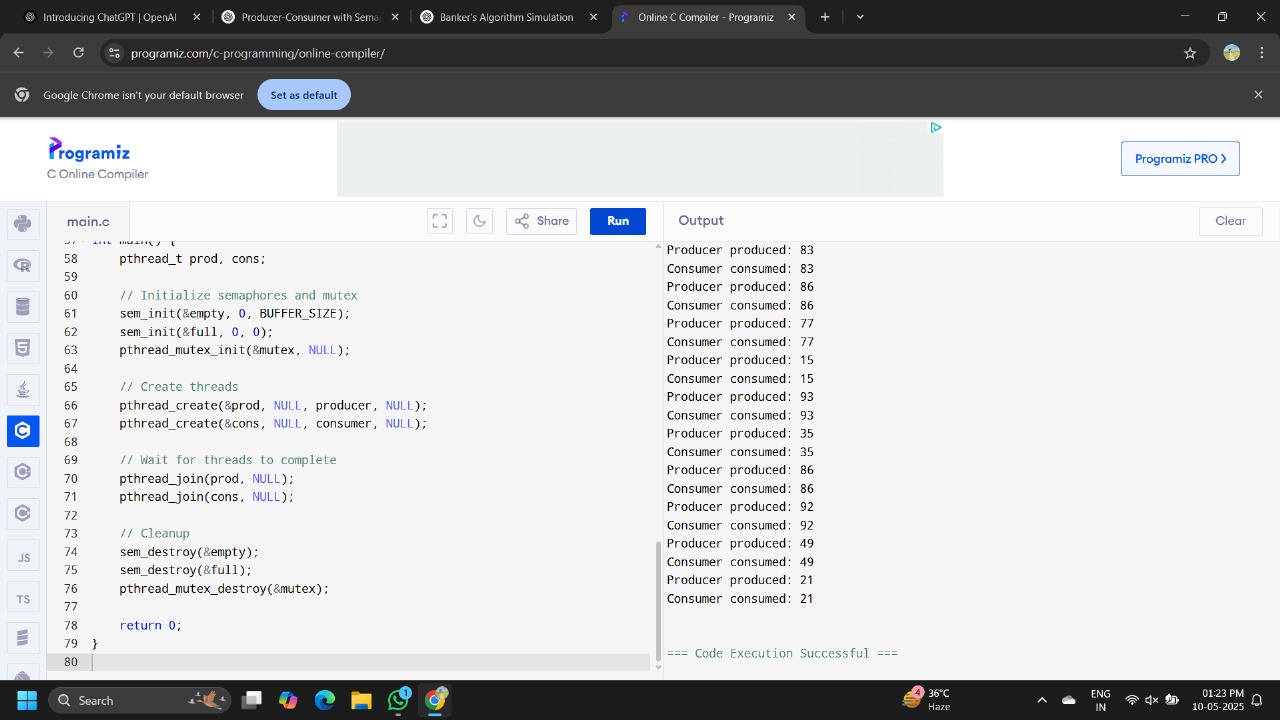 Introducing ChatGPT | OpenAI
Producer-Consumer with Sema
Banker's Algorithm Simulation
Online C Compiler - Programiz
programiz.com/c-programming/online-compiler/
Google Chrome isn't your default browser
Set as default
Programiz
C Online Compiler
Programiz PRO >
main.c
Share
Run
Output
Clear
57 int main() {
58     pthread_t prod, cons;
59
60     // Initialize semaphores and mutex
61     sem_init(&empty, 0, BUFFER_SIZE);
62     sem_init(&full, 0, 0);
63     pthread_mutex_init(&mutex, NULL);
64
65     // Create threads
66     pthread_create(&prod, NULL, producer, NULL);
67     pthread_create(&cons, NULL, consumer, NULL);
68
69     // Wait for threads to complete
70     pthread_join(prod, NULL);
71     pthread_join(cons, NULL);
72
73     // Cleanup
74     sem_destroy(&empty);
75     sem_destroy(&full);
76     pthread_mutex_destroy(&mutex);
77
78     return 0;
79 }
80
Producer produced: 83
Consumer consumed: 83
Producer produced: 86
Consumer consumed: 86
Producer produced: 77
Consumer consumed: 77
Producer produced: 15
Consumer consumed: 15
Producer produced: 93
Consumer consumed: 93
Producer produced: 35
Consumer consumed: 35
Producer produced: 86
Consumer consumed: 86
Producer produced: 92
Consumer consumed: 92
Producer produced: 49
Consumer consumed: 49
Producer produced: 21
Consumer consumed: 21
=== Code Execution Successful ===
JS
TS
Search
1
4
36°C
Haze
ENG
IN
01:23 PM
10-05-2025